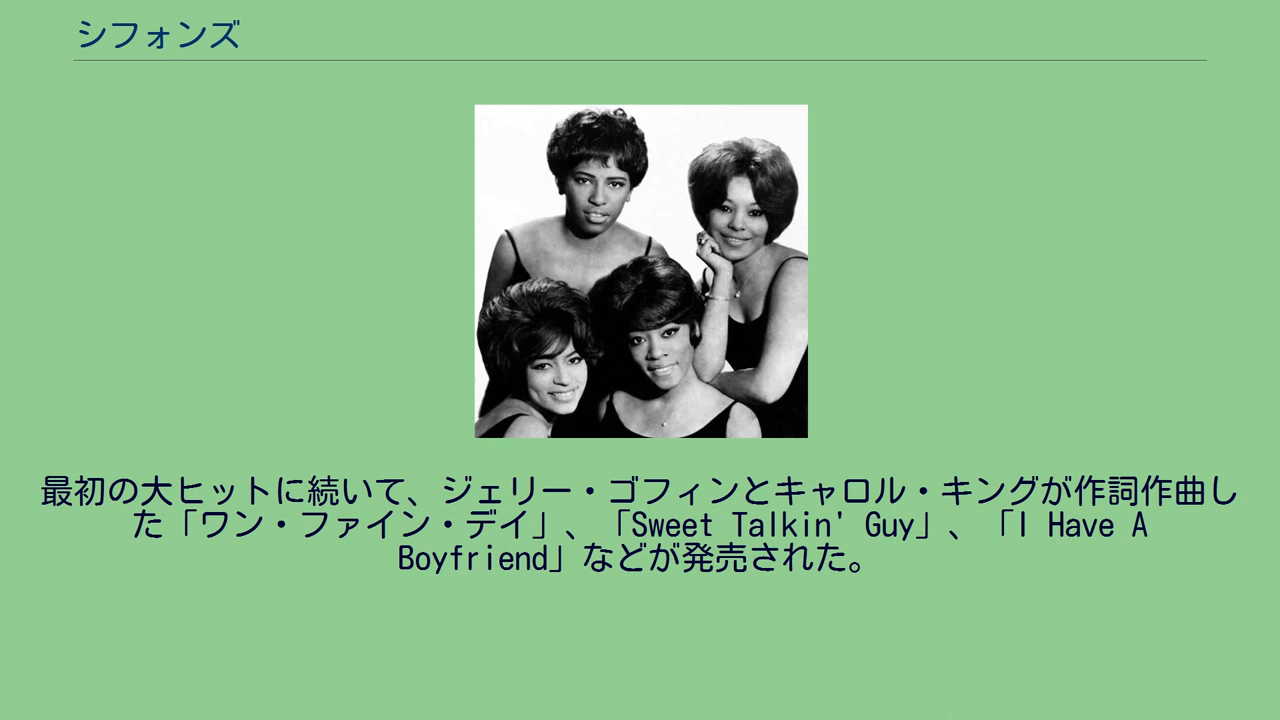 シフォンズ
最初の大ヒットに続いて、ジェリー・ゴフィンとキャロル・キングが作詞作曲し
た「ワン・ファイン・デイ」、「Sweet Talkin' Guy」、「I Have A
Boyfriend」などが発売された。